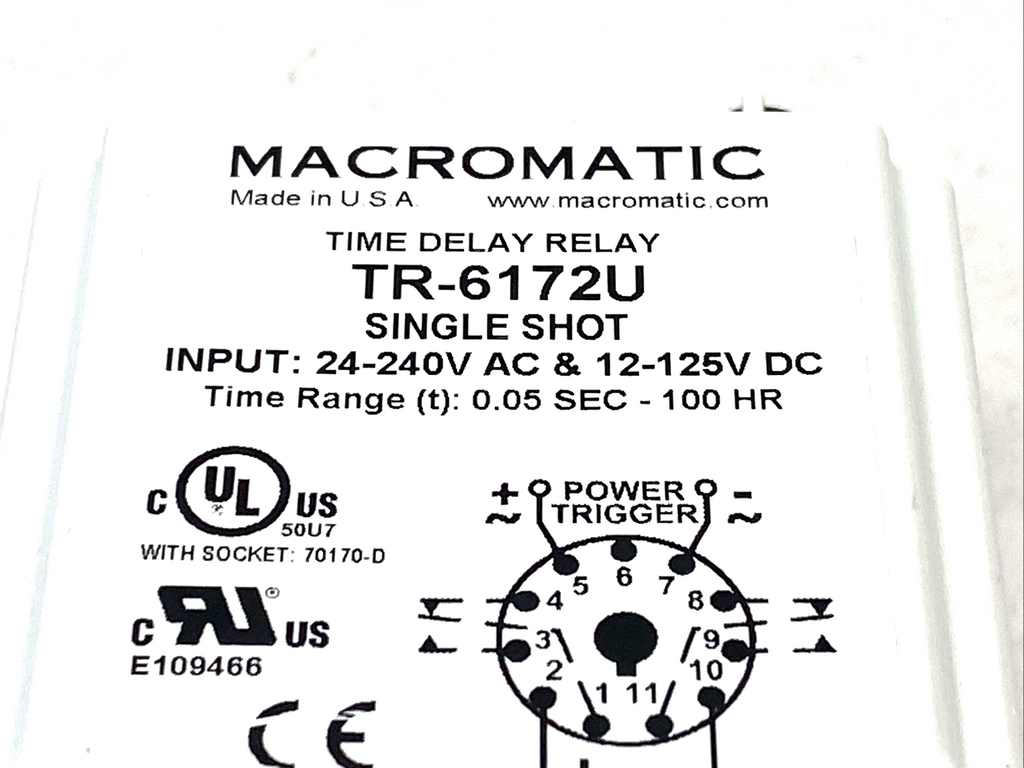 MACROMATIC
Made in U.S.A. www.macromatic.com
TIME DELAY RELAY
TR-6172U
SINGLE SHOT
INPUT: 24-240V AC & 12-125V DC
Time Range (t): 0.05 SEC - 100 HR
C UL US
50U7
WITH SOCKET: 70170-D
C RU ® US
E109466
CE
+ POWER -
~ TRIGGER ~
5 6 7
4 8
3 9
2 10
1 11